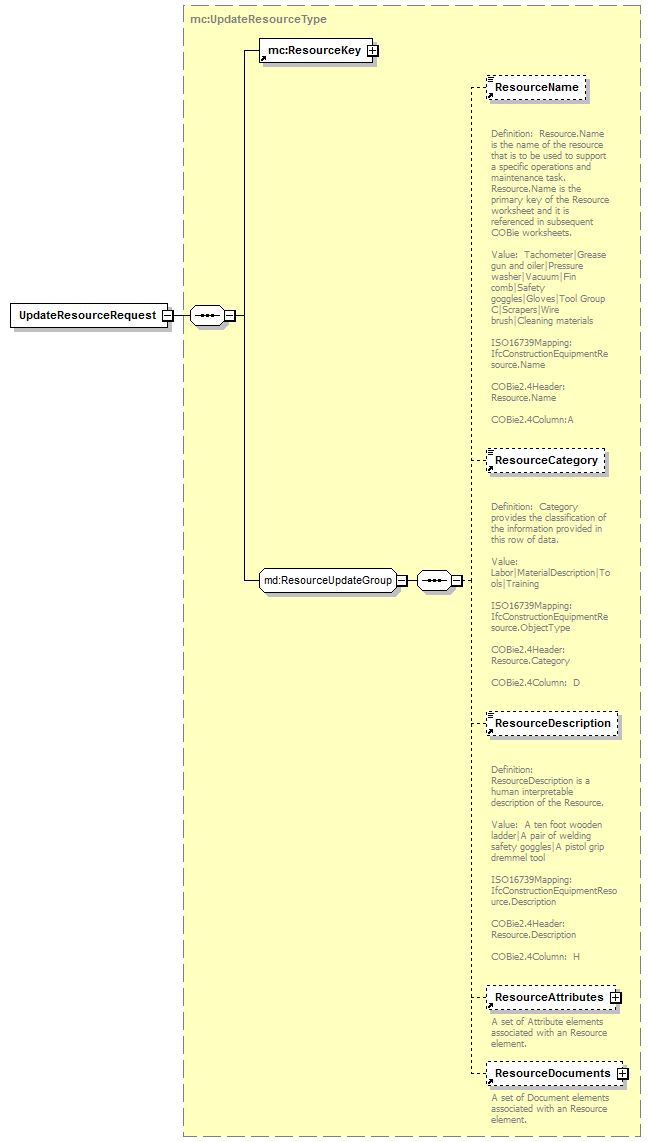 mc:UpdateResourceType
mc:ResourceKey
ResourceName
Definition:  Resource.Name
is the name of the resource
that is to be used to support
a specific operations and
maintenance task.
Resource.Name is the
primary key of the Resource
worksheet and it is
referenced in subsequent
COBie worksheets.
Value:  Tachometer|Grease
gun and oiler|Pressure
washer|Vacuum|Fin
comb|Safety
goggles|Gloves|Tool Group
C|Scrapers|Wire
brush|Cleaning materials
ISO16739Mapping:
IfcConstructionEquipmentRe
source.Name
COBie2.4Header:
Resource.Name
COBie2.4Column:A
UpdateResourceRequest
ResourceCategory
Definition:  Category
provides the classification of
the information provided in
this row of data.
Value:
Labor|MaterialDescription|To
ols|Training
ISO16739Mapping:
IfcConstructionEquipmentRe
source.ObjectType
COBie2.4Header:
Resource.Category
COBie2.4Column:  D
md:ResourceUpdateGroup
ResourceDescription
Definition:
ResourceDescription is a
human interpretable
description of the Resource.
Value:  A ten foot wooden
ladder|A pair of welding
safety goggles|A pistol grip
dremmel tool
ISO16739Mapping:
IfcConstructionEquipmentReso
urce.Description
COBie2.4Header:
Resource.Description
COBie2.4Column:  H
ResourceAttributes
A set of Attribute elements
associated with an Resource
element.
ResourceDocuments
A set of Document elements
associated with an Resource
element.